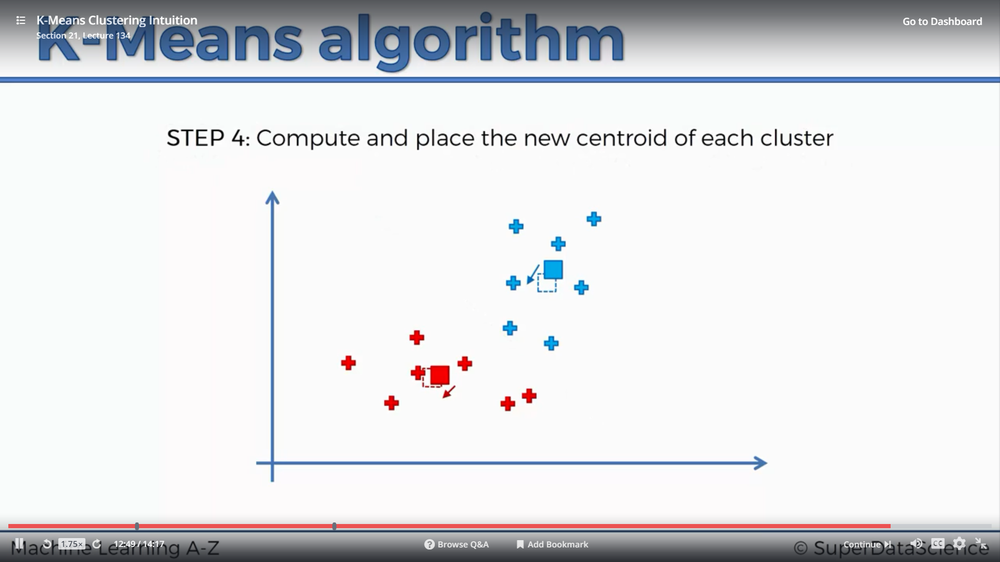 K-Means Clustering Intuition
Go to Dashboard
Section 21, Lecture 134
K-Means algorithm
STEP 4: Compute and place the new centroid of each cluster
1.75×
12:49 / 14:17
Browse Q&A
Add Bookmark
Continue
CC
Machine Learning A-Z
© SuperDataScience